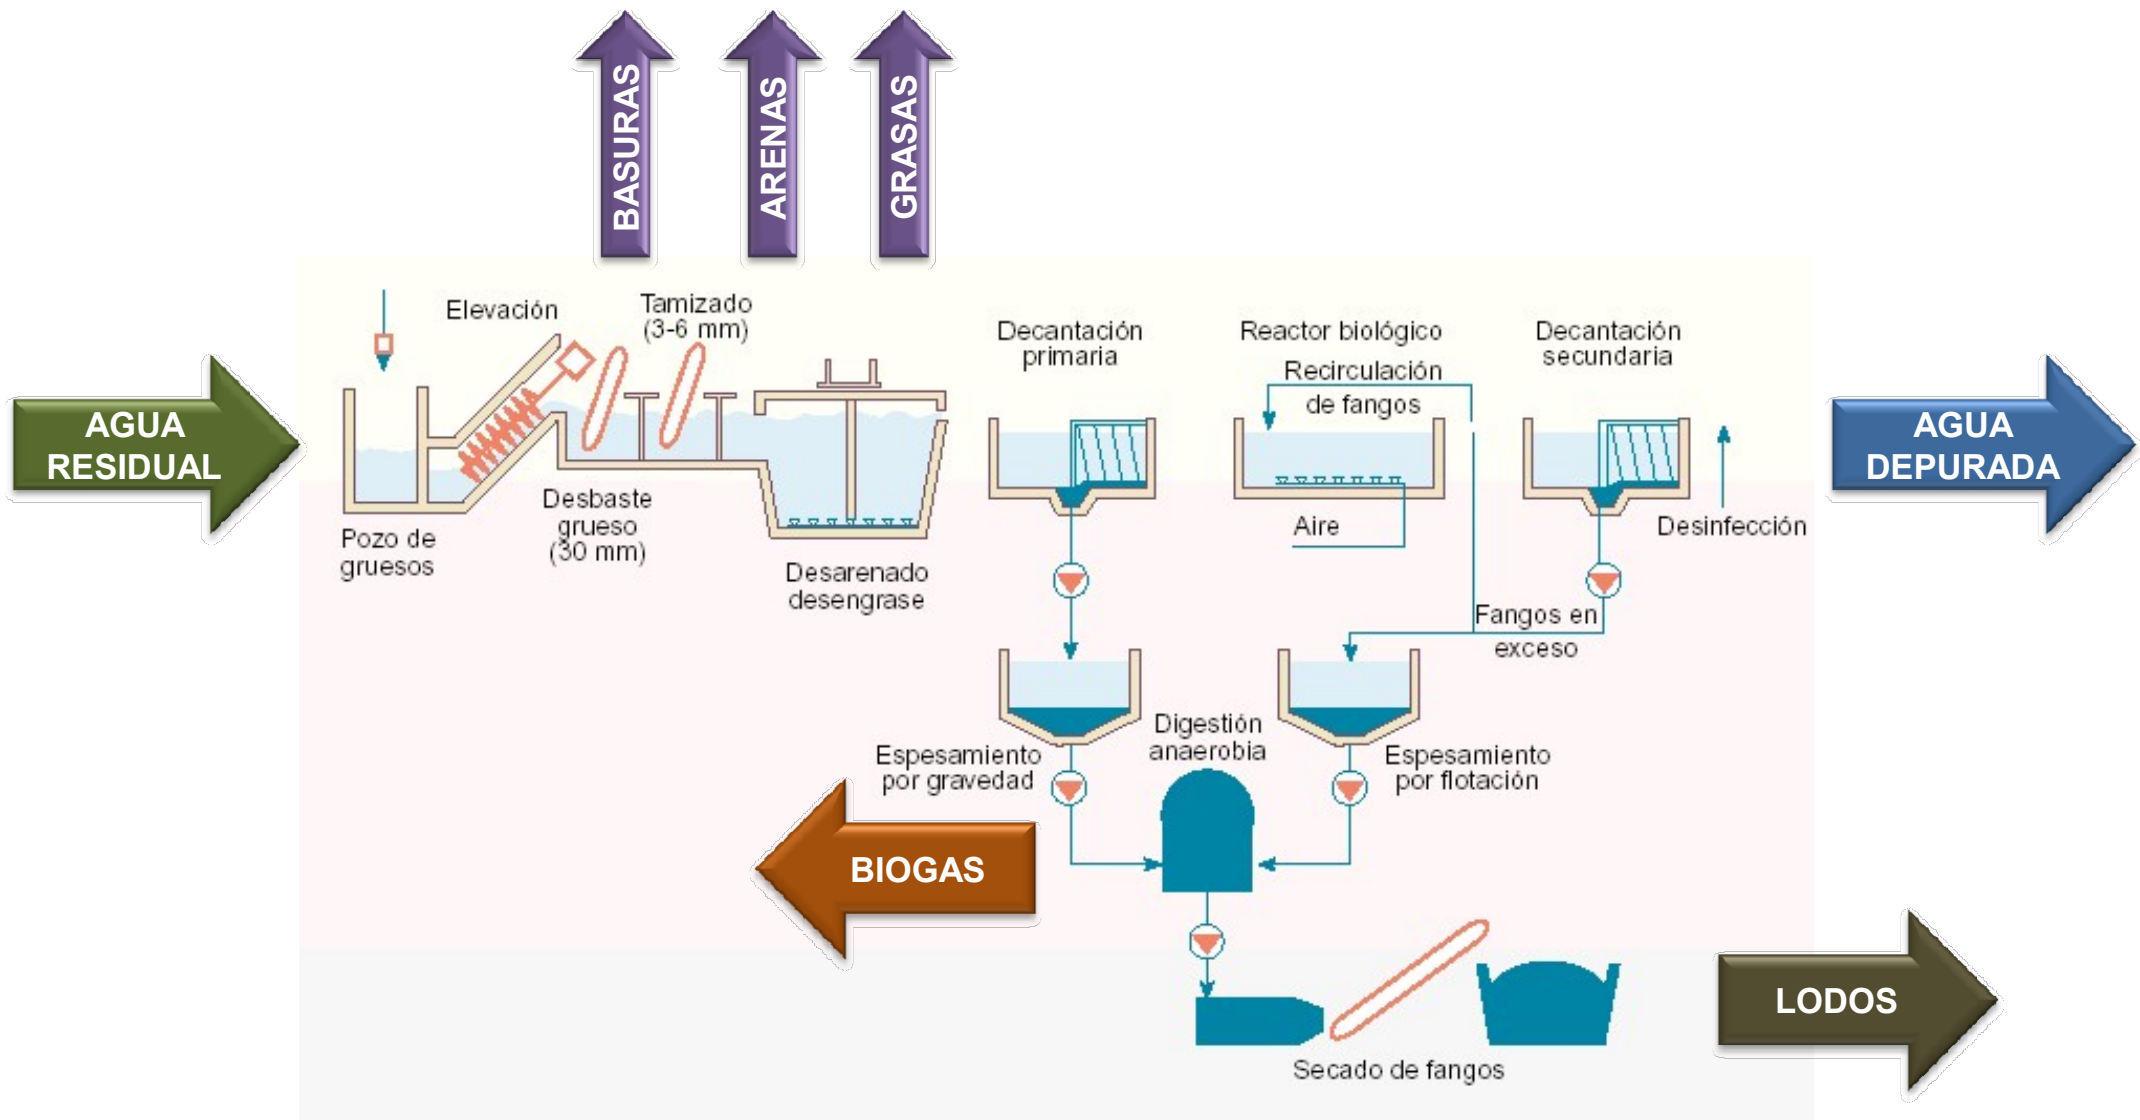 BASURAS
ARENAS
GRASAS
Elevación
Tamizado
(3-6 mm)
Decantación
primaria
Reactor biológico
Recirculación
de fangos
Decantación
secundaria
AGUA
RESIDUAL
AGUA
DEPURADA
Pozo de
gruesos
Desbaste
grueso
(30 mm)
Desarenado
desengrase
Aire
Desinfección
Fangos en
exceso
Espesamiento
por gravedad
Digestión
anaerobia
Espesamiento
por flotación
BIOGAS
LODOS
Secado de fangos